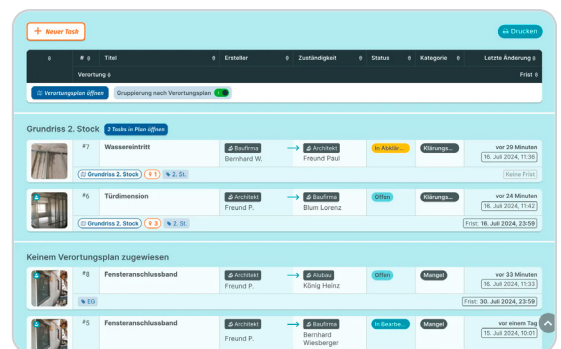 + Neuer Task
Drucken
# Titel Ersteller Zuständigkeit Status Kategorie Letzte Änderung
Verortung Frist
Verortungsplan öffnen Gruppierung nach Verortungsplan
Grundriss 2. Stock 2 Tasks in Plan öffnen
#7 Wassereintritt Baufirma → Architekt In Abklär... Klärungs... vor 29 Minuten
Bernhard W. Freund Paul 16. Juli 2024, 11:36
Grundriss 2. Stock 1 2. St. Keine Frist
#6 Türdimension Architekt → Baufirma Offen Klärungs... vor 24 Minuten
Freund P. Blum Lorenz 16. Juli 2024, 11:42
Grundriss 2. Stock 3 2. St. Frist: 16. Juli 2024, 23:59
Keinem Verortungsplan zugewiesen
#8 Fensteranschlussband Architekt → Alubau Offen Mangel vor 33 Minuten
Freund P. König Heinz 16. Juli 2024, 11:33
EG Frist: 30. Juli 2024, 23:59
#5 Fensteranschlussband Architekt → Baufirma In Bearbe... Mangel vor einem Tag
Freund P. Bernhard Wiesberger 15. Juli 2024, 10:01